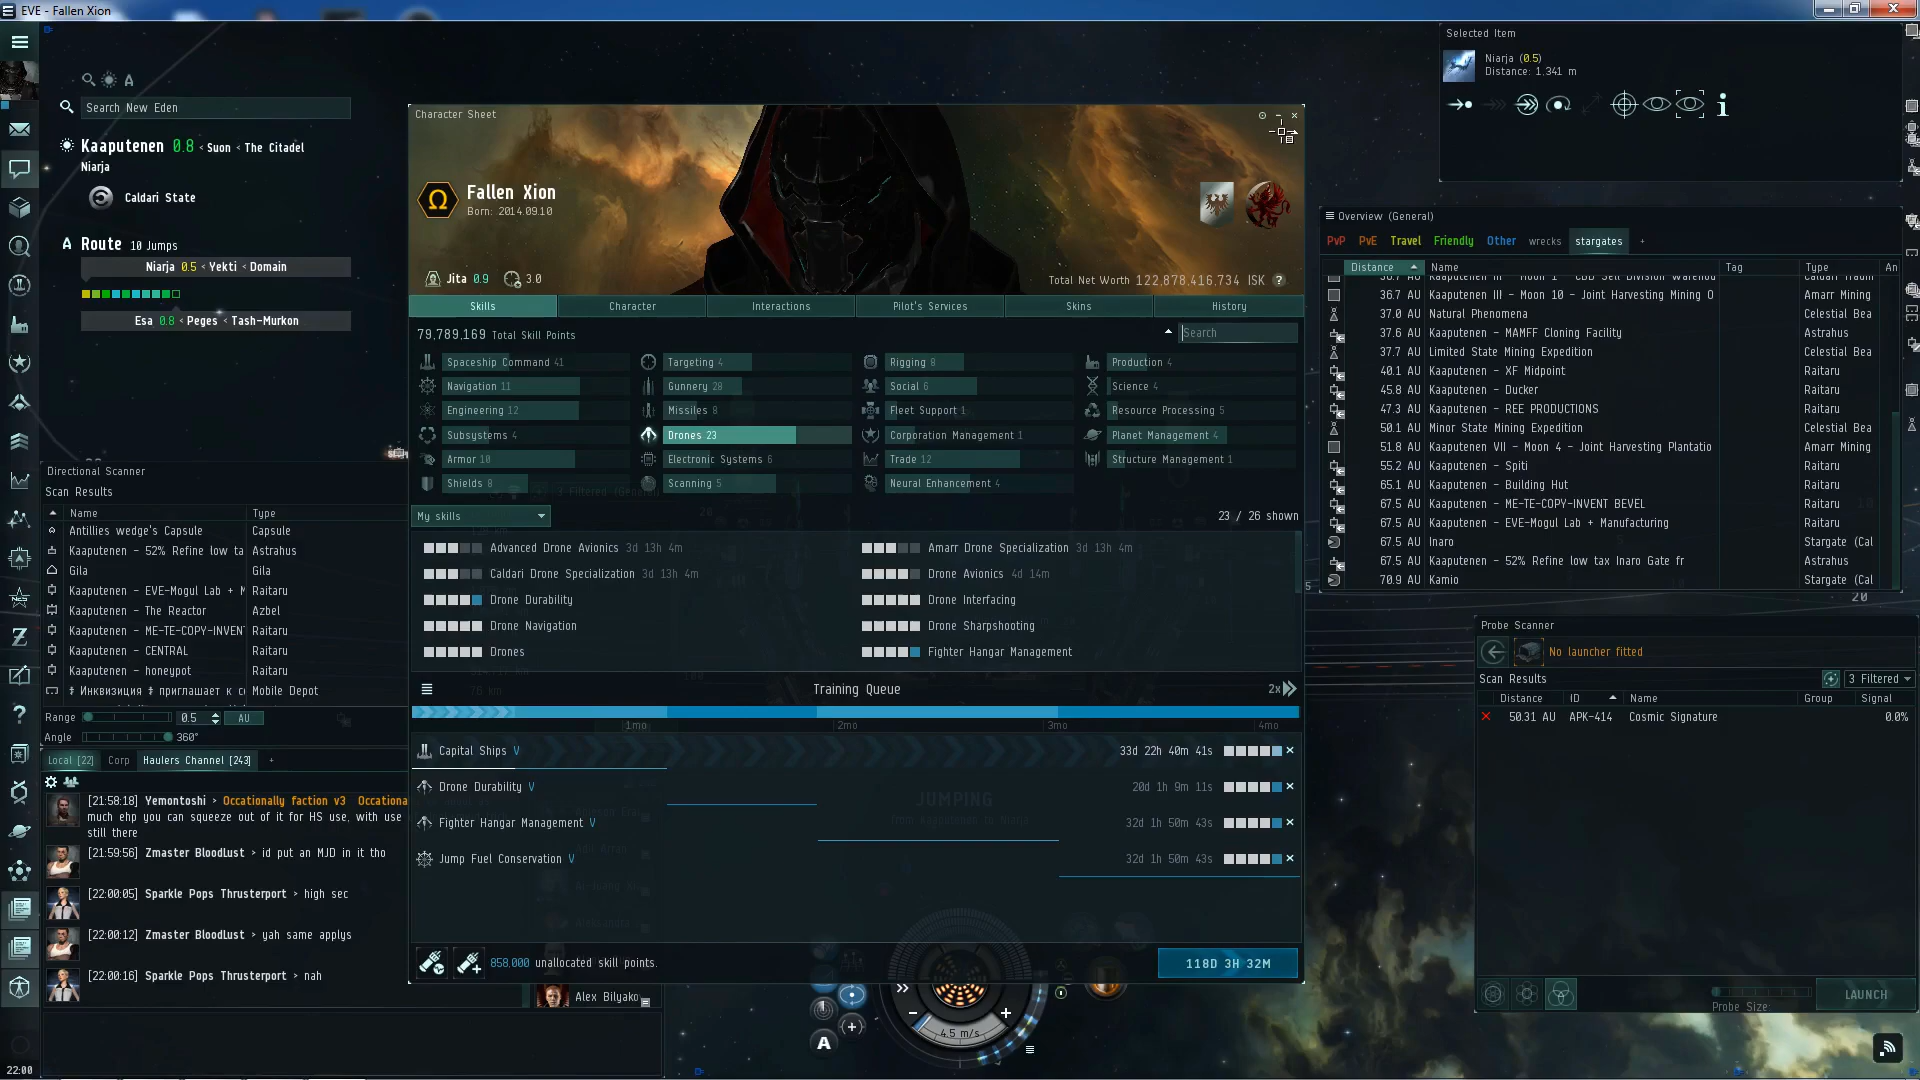 EVE - Fallen Xion
Search New Eden
Kaaputenen 0.8 < Suon < The Citadel
Niarja
Caldari State
Route 10 Jumps
Niarja 0.5 < Yekti < Domain
Esa 0.8 < Peges < Tash-Murkon
Directional Scanner
Scan Results
Name Type
Antillies wedge's Capsule Capsule
Kaaputenen - 52% Refine low ta Astrahus
Gila Gila
Kaaputenen - EVE-Mogul Lab + M Raitaru
Kaaputenen - The Reactor Azbel
Kaaputenen - ME-TE-COPY-INVENT Raitaru
Kaaputenen - CENTRAL Raitaru
Kaaputenen - honeypot Raitaru
‡ Инквизиция ‡ приглашает к со Mobile Depot
Range 0.5 AU
Angle 360°
Local [22] Corp Haulers Channel [243] +
[21:58:18] Yemontoshi > Occationally faction v3 Occationa
much ehp you can squeeze out of it for HS use, with use
still there
[21:59:56] Zmaster BloodLust > id put an MJD in it tho
[22:00:05] Sparkle Pops Thrusterport > high sec
[22:00:12] Zmaster BloodLust > yah same applys
[22:00:16] Sparkle Pops Thrusterport > nah
Alex Bilyako
22:00
Character Sheet
Ω
Fallen Xion
Born: 2014.09.10
Jita 0.9 3.0
Total Net Worth 122,878,416,734 ISK ?
Skills Character Interactions Pilot's Services Skins History
79,789,169 Total Skill Points
Search
Spaceship Command 41 Targeting 4 Rigging 8 Production 4
Navigation 11 Gunnery 28 Social 6 Science 4
Engineering 12 Missiles 8 Fleet Support 1 Resource Processing 5
Subsystems 4 Drones 23 Corporation Management 1 Planet Management 4
Armor 10 Electronic Systems 6 Trade 12 Structure Management 1
Shields 8 Scanning 5 Neural Enhancement 4
My skills 23 / 26 shown
Advanced Drone Avionics 3d 13h 4m Amarr Drone Specialization 3d 13h 4m
Caldari Drone Specialization 3d 13h 4m Drone Avionics 4d 14m
Drone Durability Drone Interfacing
Drone Navigation Drone Sharpshooting
Drones Fighter Hangar Management
Training Queue 2x
1mo 2mo 3mo 4mo
Capital Ships V 33d 22h 40m 41s
Drone Durability V 20d 1h 9m 11s
JUMPING
Fighter Hangar Management V 32d 1h 50m 43s
Jump Fuel Conservation V 32d 1h 50m 43s
858,000 unallocated skill points.
118D 3H 32M
4.5 m/s
A
Selected Item
Niarja (0.5)
Distance: 1.341 m
Overview (General)
PvP PvE Travel Friendly Other wrecks stargates +
Distance Name Tag Type An
36.7 AU Kaaputenen III - Moon 10 - Joint Harvesting Mining O Amarr Mining
37.0 AU Natural Phenomena Celestial Bea
37.6 AU Kaaputenen - MAMFF Cloning Facility Astrahus
37.7 AU Limited State Mining Expedition Celestial Bea
40.1 AU Kaaputenen - XF Midpoint Raitaru
45.8 AU Kaaputenen - Ducker Raitaru
47.3 AU Kaaputenen - REE PRODUCTIONS Raitaru
50.1 AU Minor State Mining Expedition Celestial Bea
51.8 AU Kaaputenen VII - Moon 4 - Joint Harvesting Plantatio Amarr Mining
55.2 AU Kaaputenen - Spiti Raitaru
65.1 AU Kaaputenen - Building Hut Raitaru
67.5 AU Kaaputenen - ME-TE-COPY-INVENT BEVEL Raitaru
67.5 AU Kaaputenen - EVE-Mogul Lab + Manufacturing Raitaru
67.5 AU Inaro Stargate (Cal
67.5 AU Kaaputenen - 52% Refine low tax Inaro Gate fr Astrahus
70.9 AU Kamio Stargate (Cal
20
Probe Scanner
No launcher fitted
Scan Results 3 Filtered
Distance ID Name Group Signal
50.31 AU APK-414 Cosmic Signature 0.0%
Probe Size:
LAUNCH